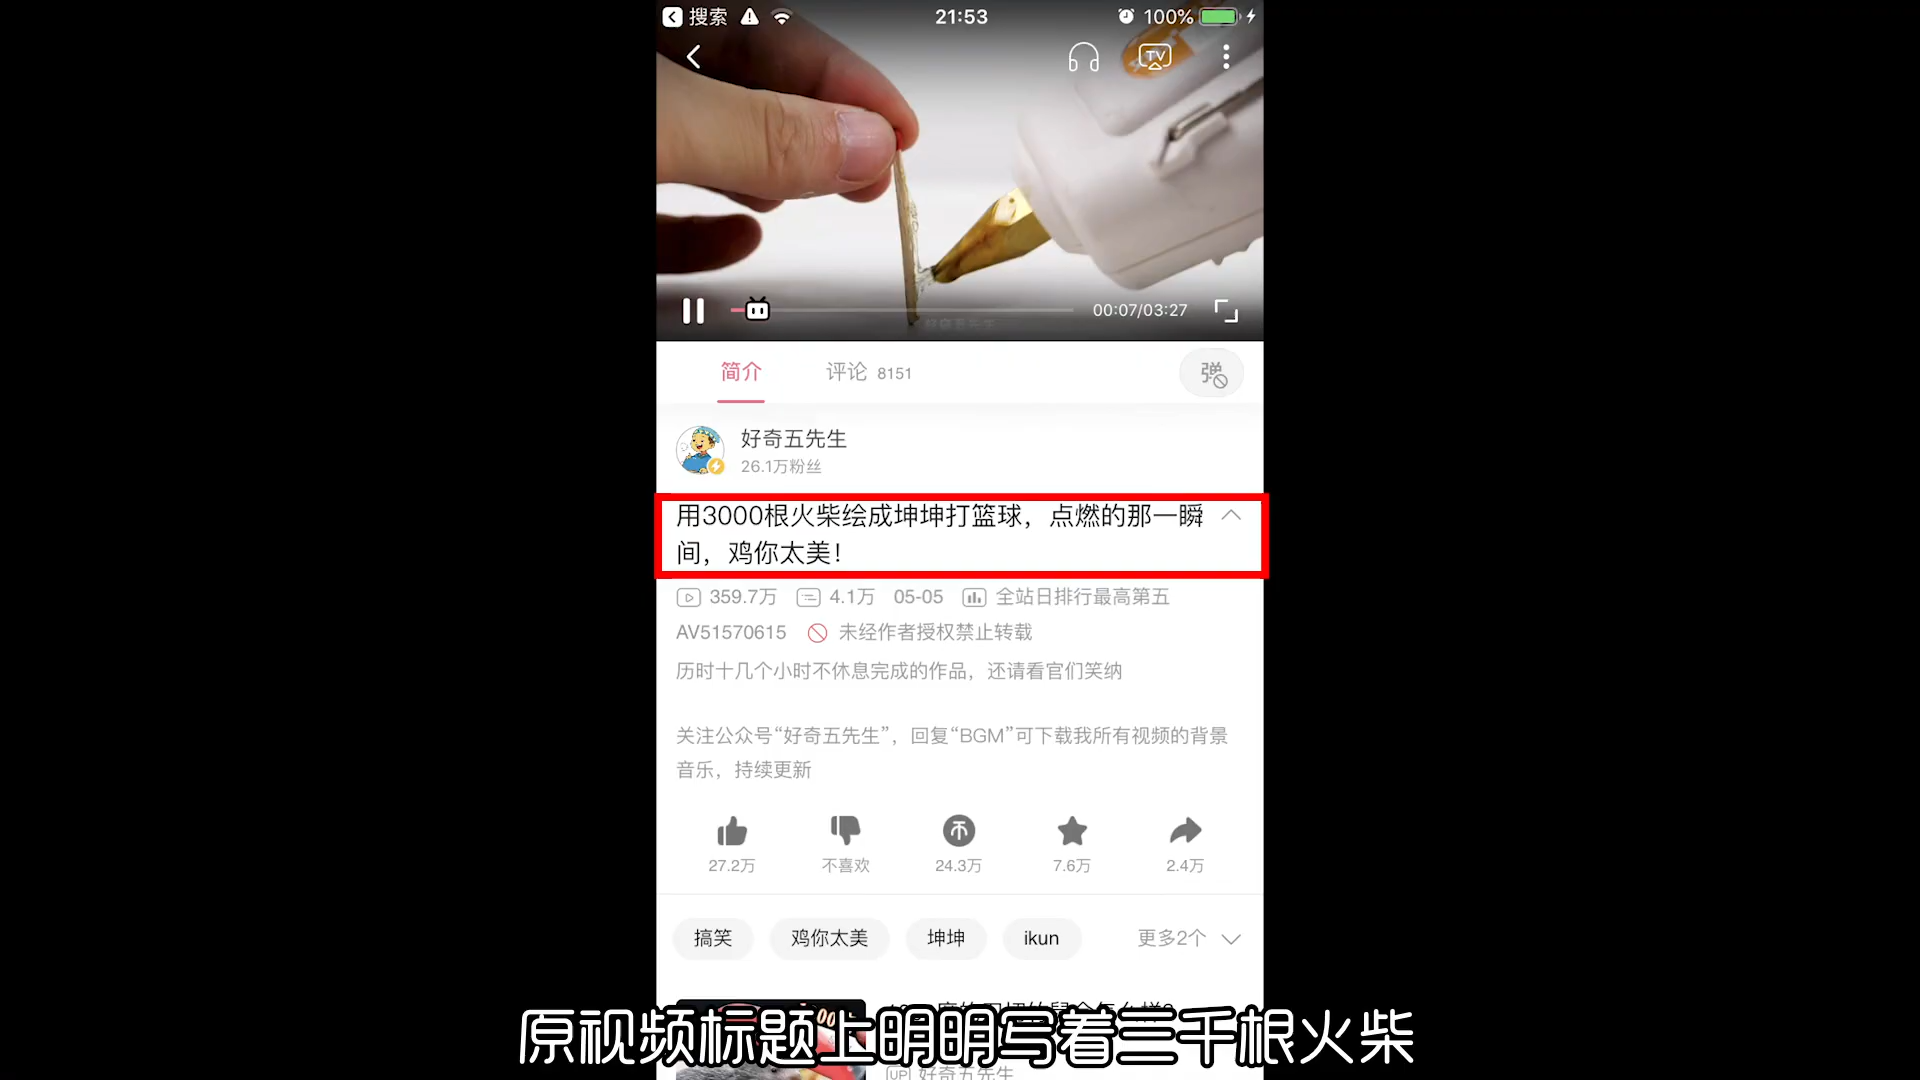 搜索 21:53 100%
TV
00:07/03:27
简介 评论 8151 弹
好奇五先生
26.1万粉丝
用3000根火柴绘成坤坤打篮球，点燃的那一瞬
间，鸡你太美！
359.7万 4.1万 05-05 全站日排行最高第五
AV51570615 未经作者授权禁止转载
历时十几个小时不休息完成的作品，还请看官们笑纳
关注公众号“好奇五先生”，回复“BGM”可下载我所有视频的背景
音乐，持续更新
27.2万 不喜欢 24.3万 7.6万 2.4万
搞笑 鸡你太美 坤坤 ikun 更多2个
原视频标题上明明写着三千根火柴
UP 好奇五先生